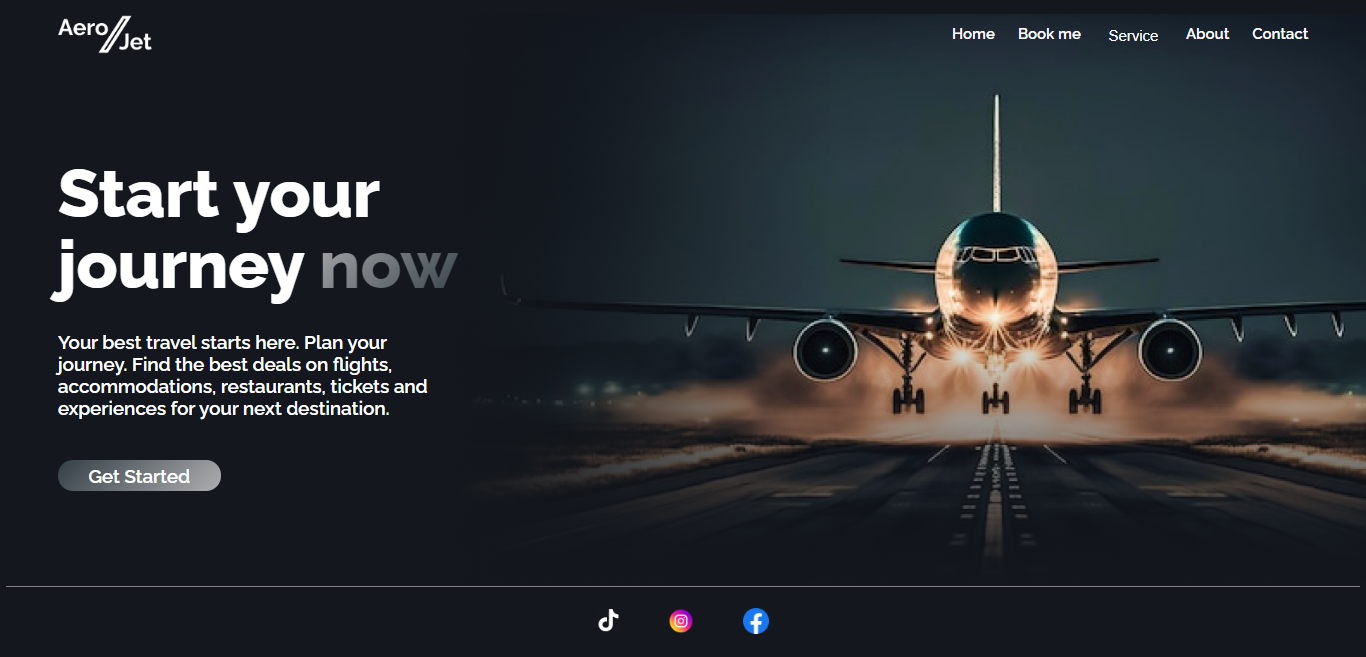 Aero
Jet
Home Book me Service About Contact
Start your
journey now
Your best travel starts here. Plan your
journey. Find the best deals on flights,
accommodations, restaurants, tickets and
experiences for your next destination.
Get Started